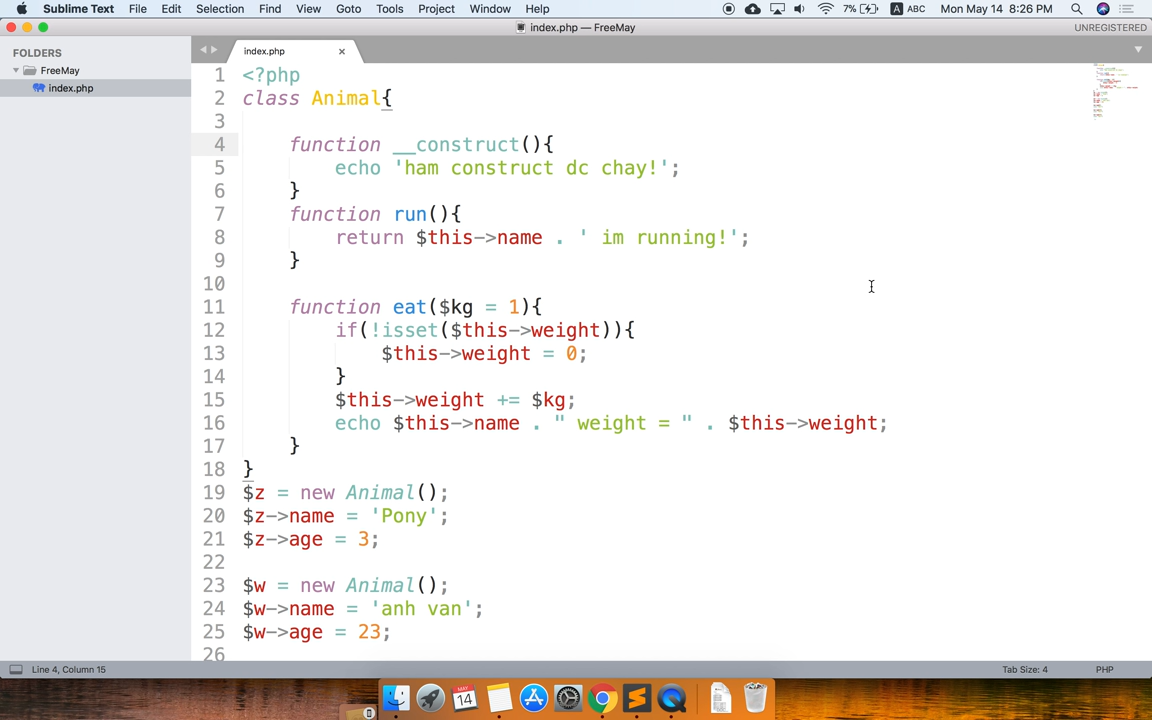 Sublime Text File Edit Selection Find View Goto Tools Project Window Help 7% A ABC Mon May 14 8:26 PM
index.php — FreeMay UNREGISTERED
FOLDERS
FreeMay
index.php
index.php ×
1 <?php
2 class Animal{
3
4 function __construct(){
5 echo 'ham construct dc chay!';
6 }
7 function run(){
8 return $this->name . ' im running!';
9 }
10
11 function eat($kg = 1){
12 if(!isset($this->weight)){
13 $this->weight = 0;
14 }
15 $this->weight += $kg;
16 echo $this->name . " weight = " . $this->weight;
17 }
18 }
19 $z = new Animal();
20 $z->name = 'Pony';
21 $z->age = 3;
22
23 $w = new Animal();
24 $w->name = 'anh van';
25 $w->age = 23;
26
Line 4, Column 15 Tab Size: 4 PHP
MAY
14